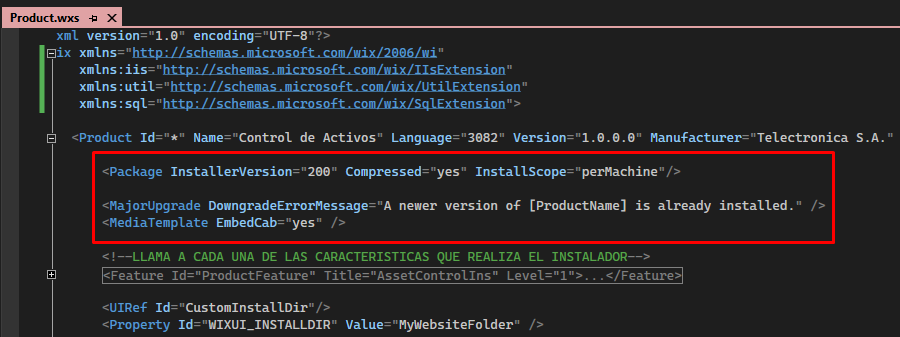 Product.wxs
xml version="1.0" encoding="UTF-8"?>
ix xmlns="http://schemas.microsoft.com/wix/2006/wi"
xmlns:iis="http://schemas.microsoft.com/wix/IIsExtension"
xmlns:util="http://schemas.microsoft.com/wix/UtilExtension"
xmlns:sql="http://schemas.microsoft.com/wix/SqlExtension">
<Product Id="*" Name="Control de Activos" Language="3082" Version="1.0.0.0" Manufacturer="Telectronica S.A."
<Package InstallerVersion="200" Compressed="yes" InstallScope="perMachine"/>
<MajorUpgrade DowngradeErrorMessage="A newer version of [ProductName] is already installed." />
<MediaTemplate EmbedCab="yes" />
<!--LLAMA A CADA UNA DE LAS CARACTERISTICAS QUE REALIZA EL INSTALADOR-->
<Feature Id="ProductFeature" Title="AssetControlIns" Level="1">...</Feature>
<UIRef Id="CustomInstallDir"/>
<Property Id="WIXUI_INSTALLDIR" Value="MyWebsiteFolder" />